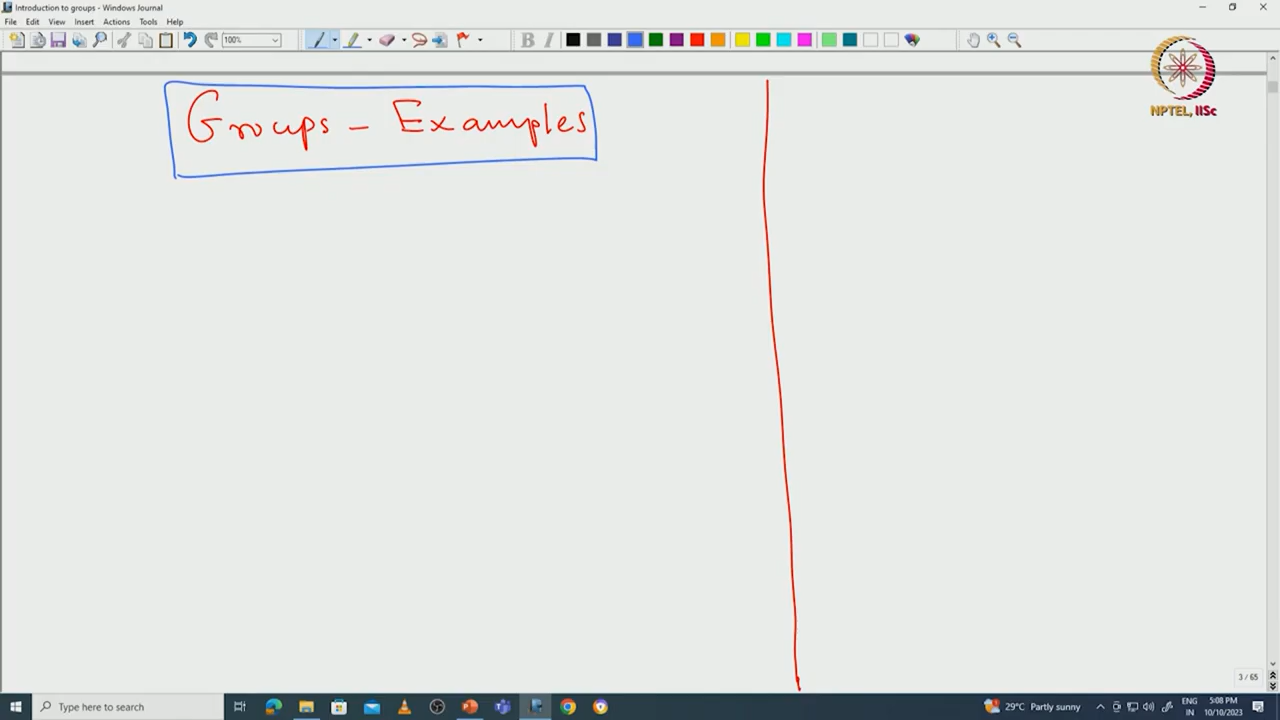 Introduction to groups - Windows Journal
File Edit View Insert Actions Tools Help
100%
B I
NPTEL, IISc
Groups - Examples
3 / 65
Type here to search
29°C Partly sunny
ENG
IN
5:08 PM
10/10/2023